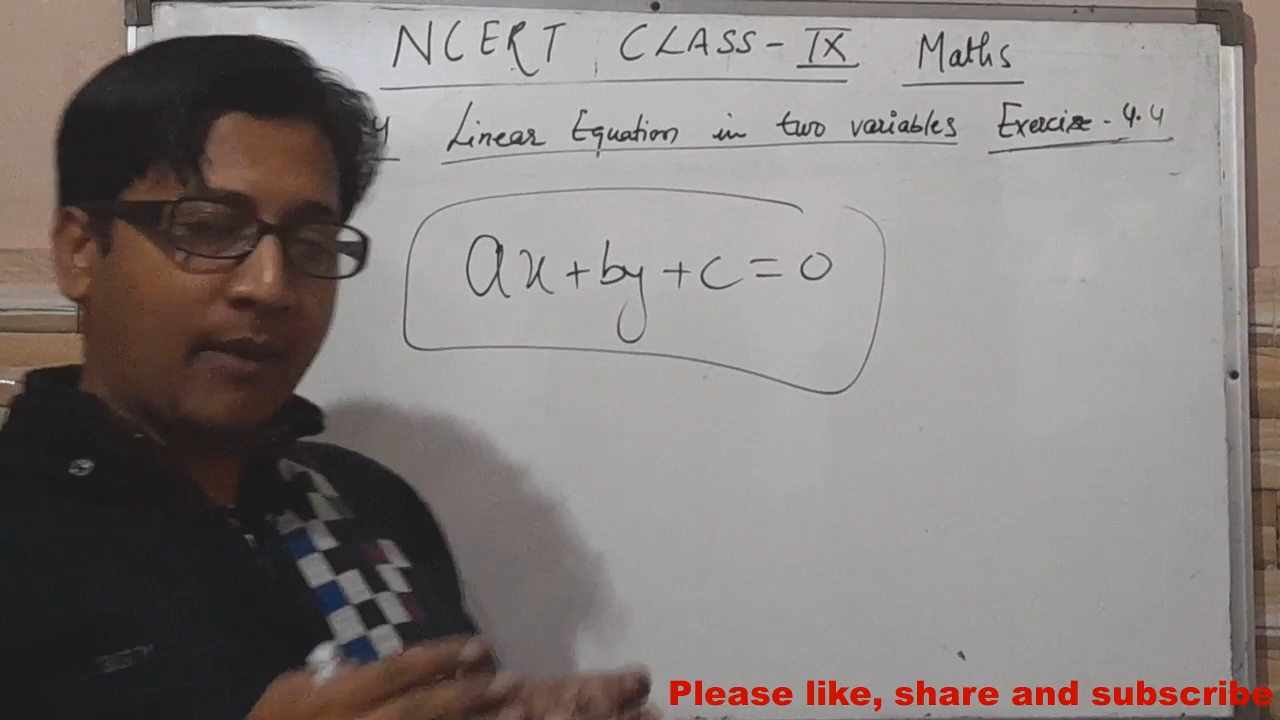 NCERT CLASS-IX Maths
4 Linear Equation in two variables Exercise-4.4
ax+by+c=0
Please like, share and subscribe